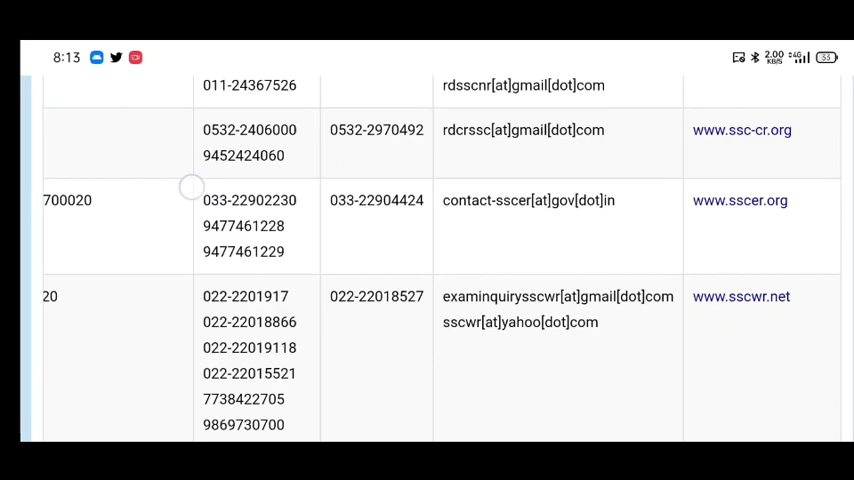 8:13
2.00 KB/S 4G 35
011-24367526 rdsscnr[at]gmail[dot]com
0532-2406000 0532-2970492 rdcrssc[at]gmail[dot]com www.ssc-cr.org
9452424060
700020 033-22902230 033-22904424 contact-sscer[at]gov[dot]in www.sscer.org
9477461228
9477461229
20 022-2201917 022-22018527 examinquirysscwr[at]gmail[dot]com www.sscwr.net
022-22018866 sscwr[at]yahoo[dot]com
022-22019118
022-22015521
7738422705
9869730700